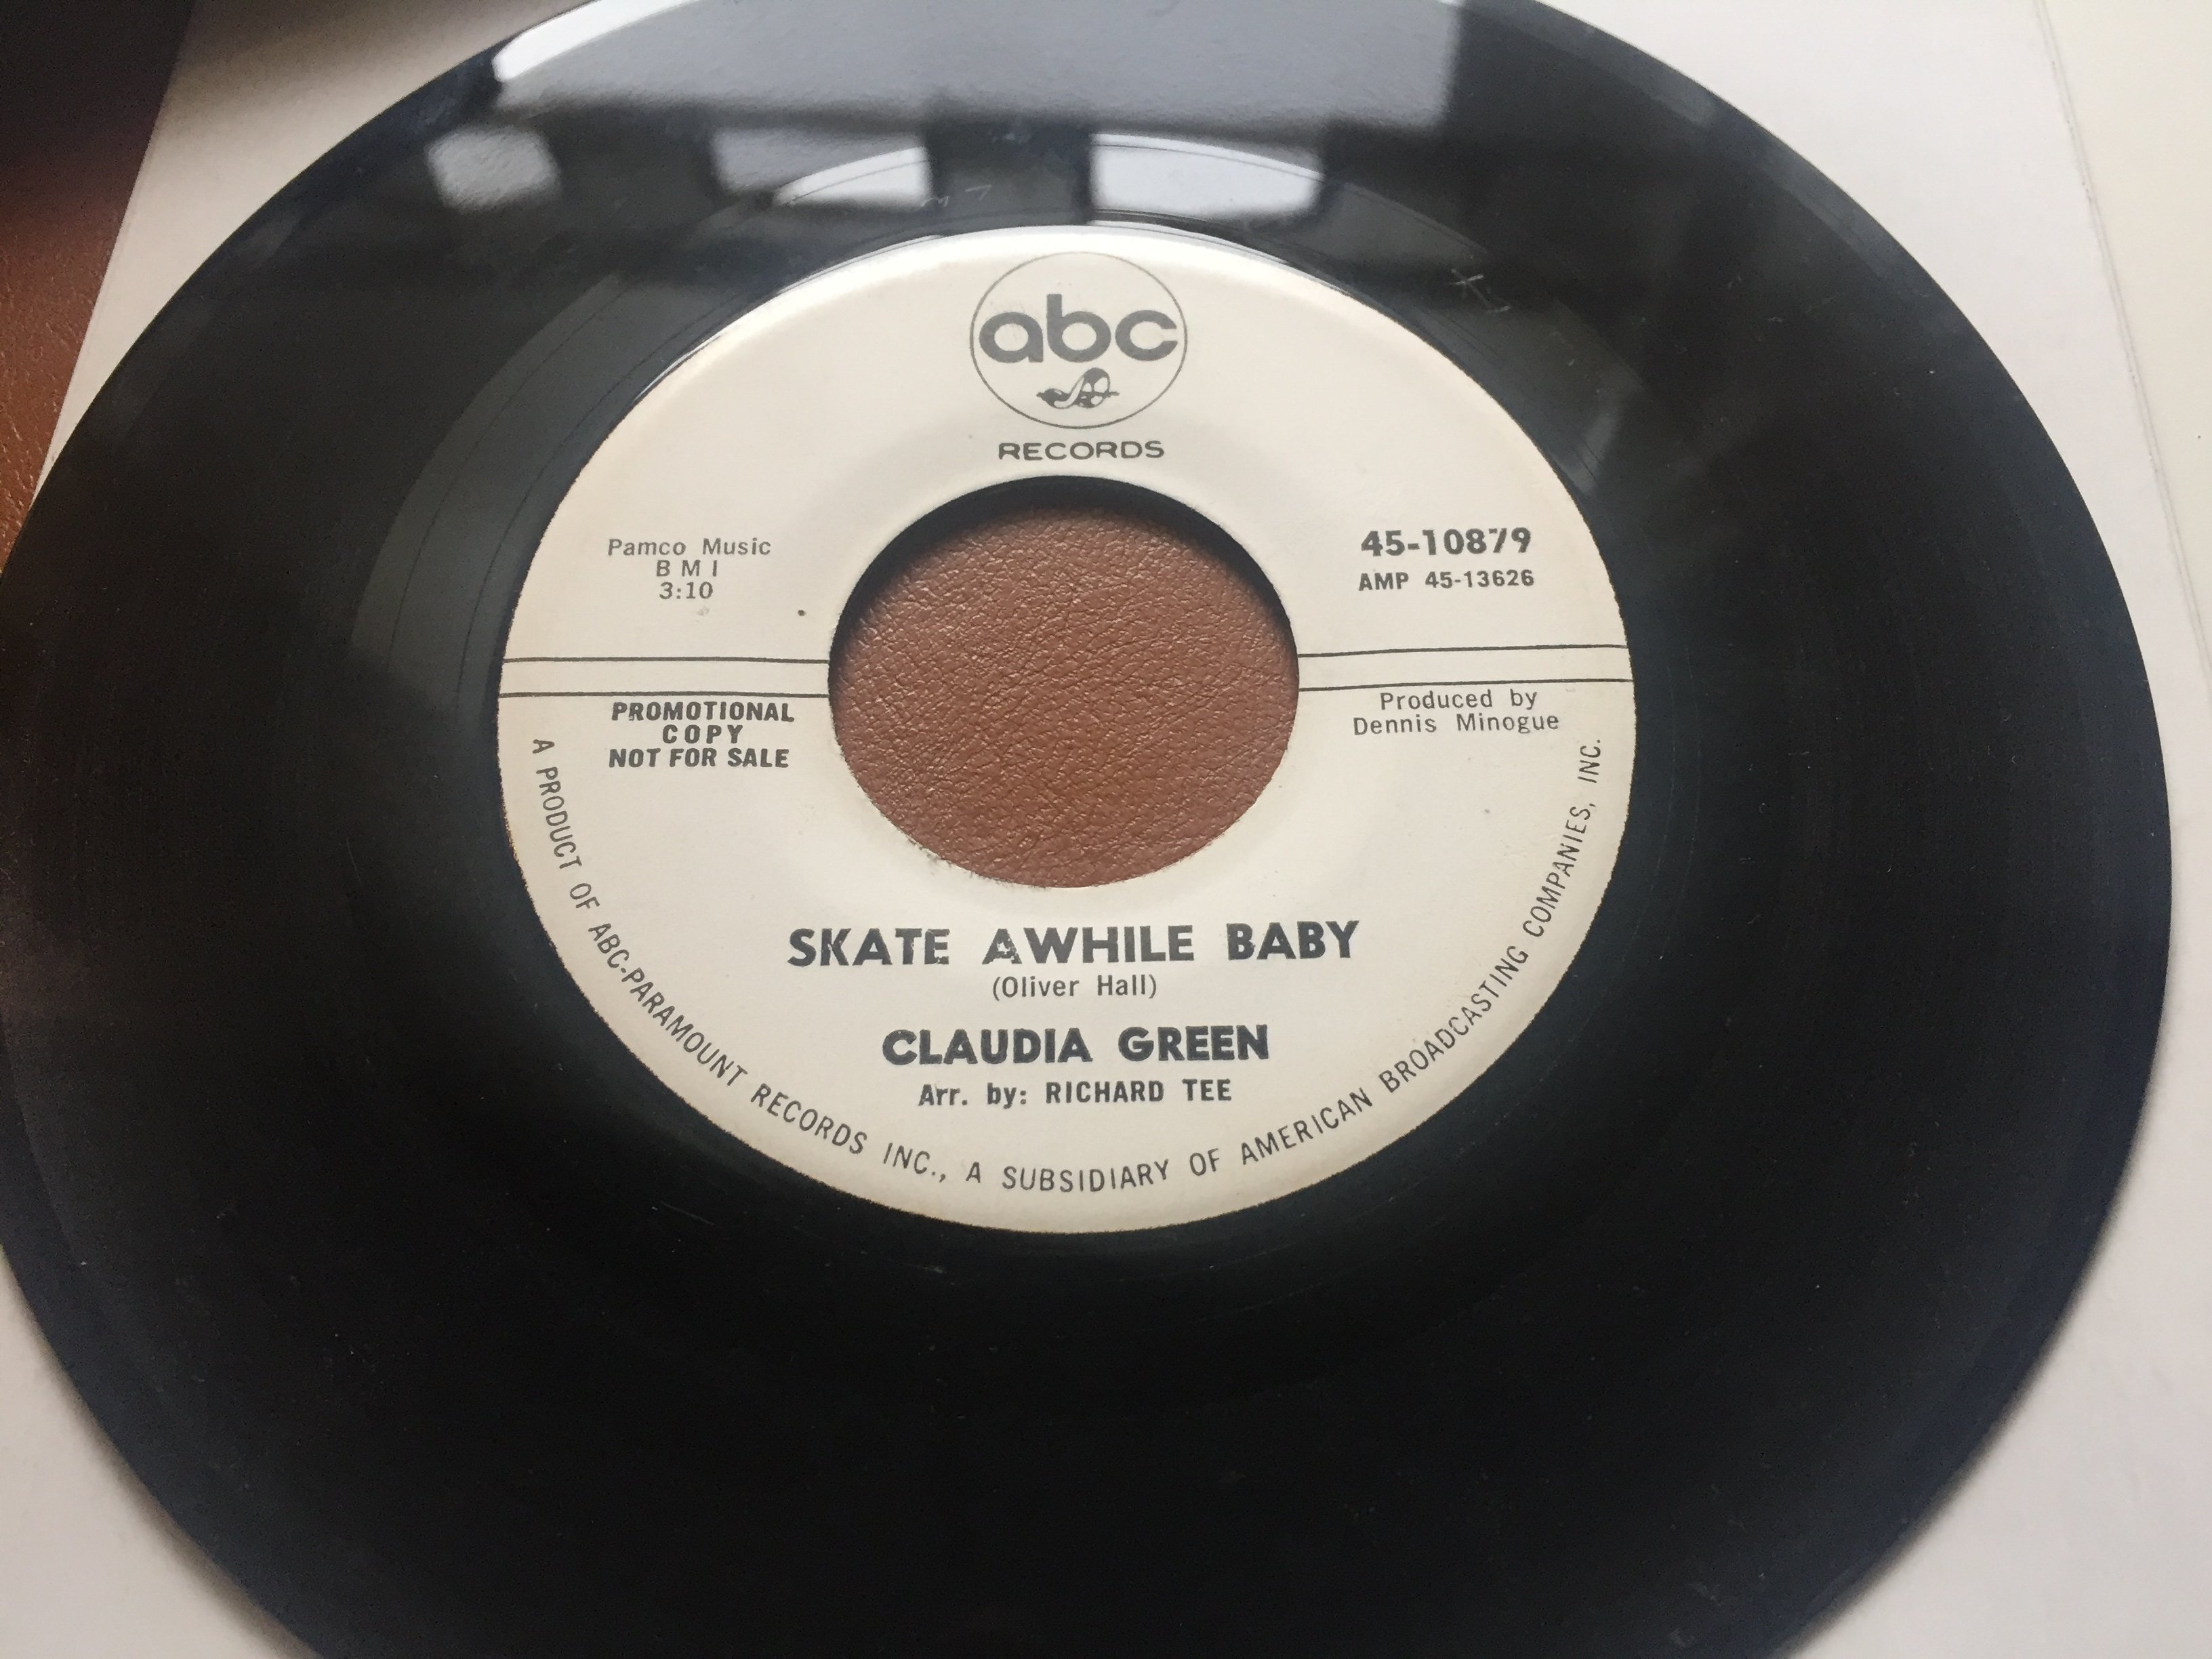 abc
RECORDS
Pamco Music
B M I
3:10
45-10879
AMP 45-13626
PROMOTIONAL
COPY
NOT FOR SALE
Produced by
Dennis Minogue
SKATE AWHILE BABY
(Oliver Hall)
CLAUDIA GREEN
Arr. by: RICHARD TEE
A PRODUCT OF ABC-PARAMOUNT RECORDS INC., A SUBSIDIARY OF AMERICAN BROADCASTING COMPANIES, INC.